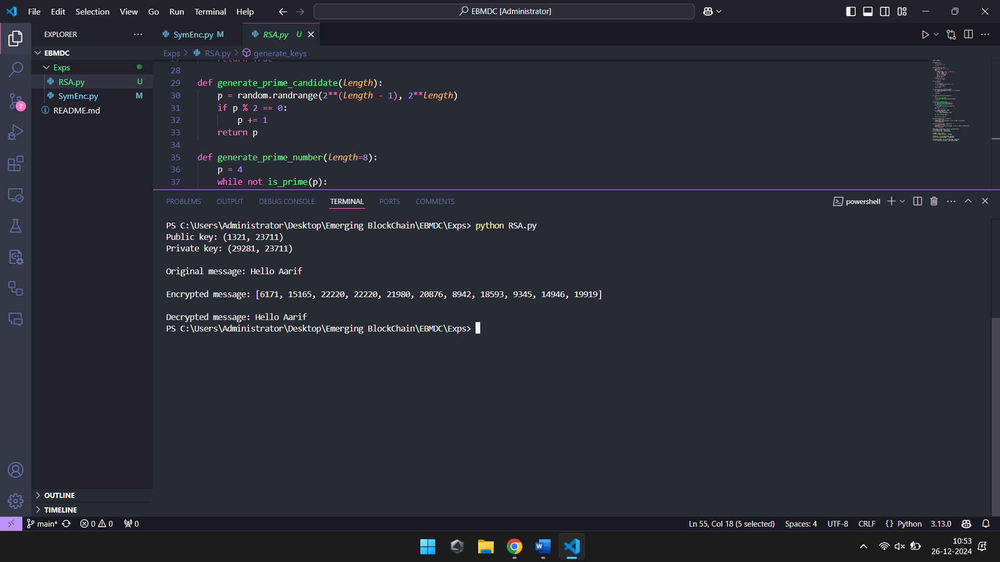 File Edit Selection View Go Run Terminal Help
EBMDC [Administrator]
EXPLORER
SymEnc.py M
RSA.py U
EBMDC
Exps > RSA.py > generate_keys
Exps
RSA.py U
SymEnc.py M
README.md
27 return True
28
29 def generate_prime_candidate(length):
30 p = random.randrange(2**(length - 1), 2**length)
31 if p % 2 == 0:
32 p += 1
33 return p
34
35 def generate_prime_number(length=8):
36 p = 4
37 while not is_prime(p):
PROBLEMS OUTPUT DEBUG CONSOLE TERMINAL PORTS COMMENTS
powershell
PS C:\Users\Administrator\Desktop\Emerging BlockChain\EBMDC\Exps> python RSA.py
Public key: (1321, 23711)
Private key: (29281, 23711)
Original message: Hello Aarif
Encrypted message: [6171, 15165, 22220, 22220, 21980, 20876, 8942, 18593, 9345, 14946, 19919]
Decrypted message: Hello Aarif
PS C:\Users\Administrator\Desktop\Emerging BlockChain\EBMDC\Exps>
2
OUTLINE
TIMELINE
main* 0 0 0
Ln 55, Col 18 (5 selected) Spaces: 4 UTF-8 CRLF {} Python 3.13.0
10:53
26-12-2024